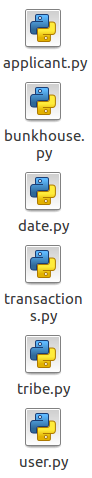 applicant.py
bunkhouse.
py
date.py
transaction
s.py
tribe.py
user.py